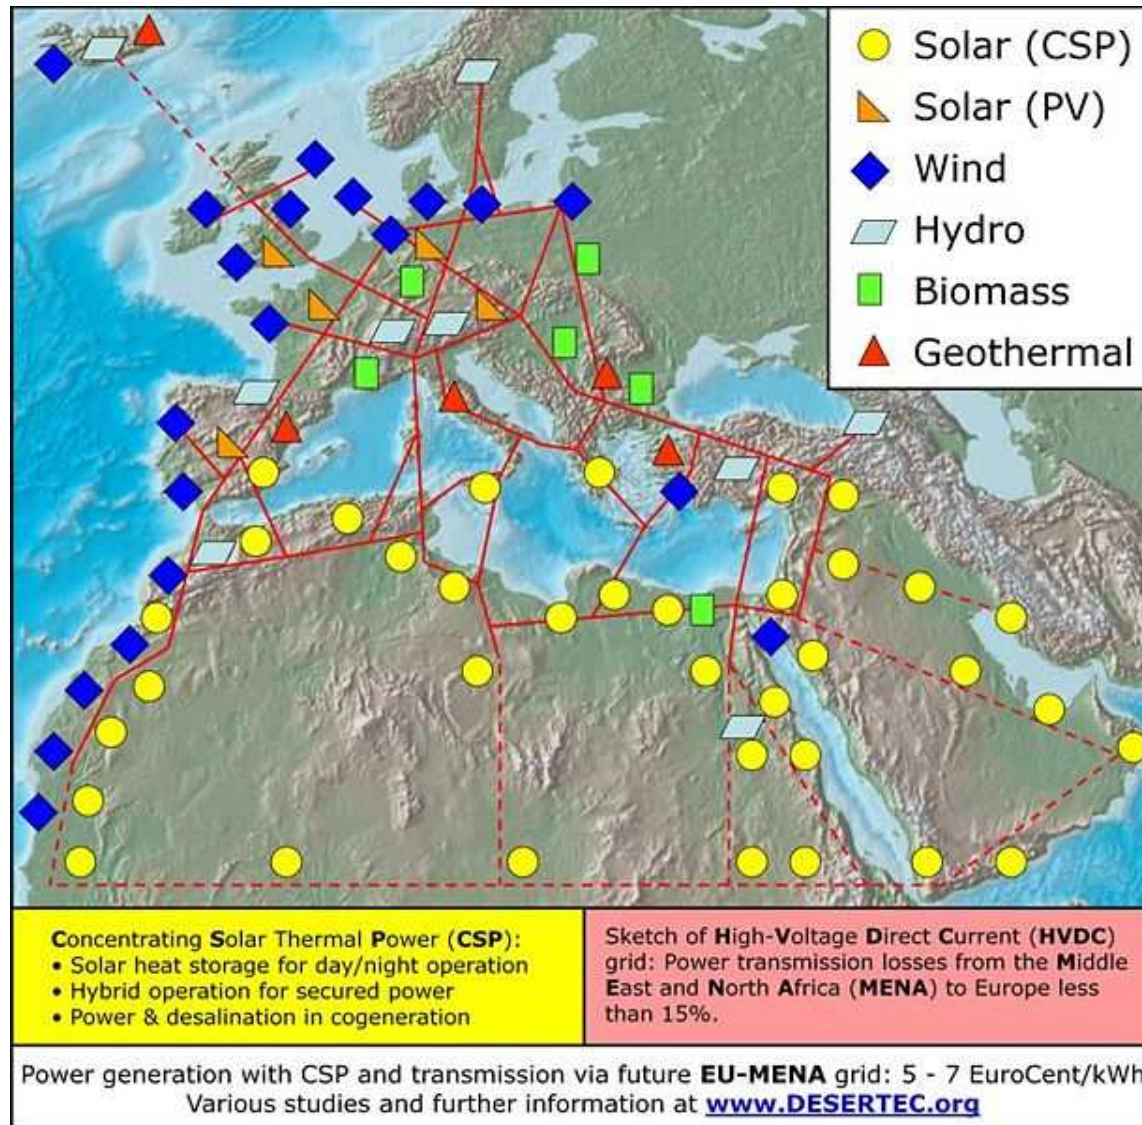 Solar (CSP)
Solar (PV)
Wind
Hydro
Biomass
Geothermal
Concentrating Solar Thermal Power (CSP):
• Solar heat storage for day/night operation
• Hybrid operation for secured power
• Power & desalination in cogeneration
Sketch of High-Voltage Direct Current (HVDC)
grid: Power transmission losses from the Middle
East and North Africa (MENA) to Europe less
than 15%.
Power generation with CSP and transmission via future EU-MENA grid: 5 - 7 EuroCent/kWh
Various studies and further information at www.DESERTEC.org